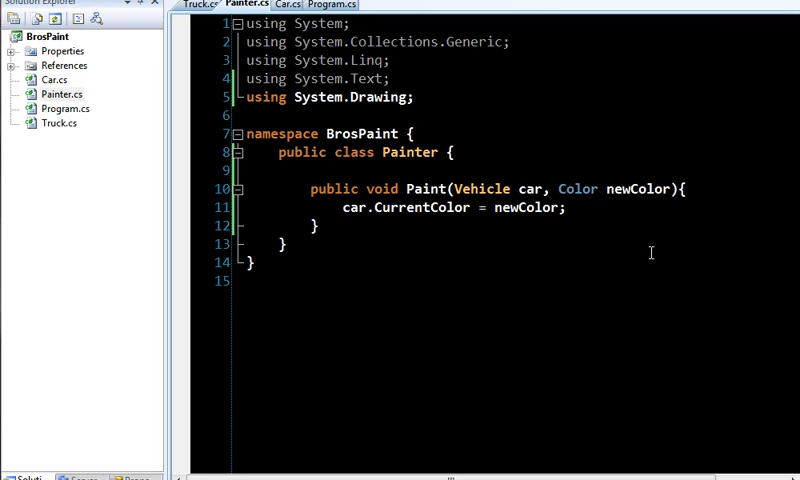 Solution Explorer
BrosPaint
Properties
References
Car.cs
Painter.cs
Program.cs
Truck.cs
Truck.cs Painter.cs Car.cs Program.cs
1 using System;
2 using System.Collections.Generic;
3 using System.Linq;
4 using System.Text;
5 using System.Drawing;
6
7 namespace BrosPaint {
8 public class Painter {
9
10 public void Paint(Vehicle car, Color newColor){
11 car.CurrentColor = newColor;
12 }
13 }
14 }
15